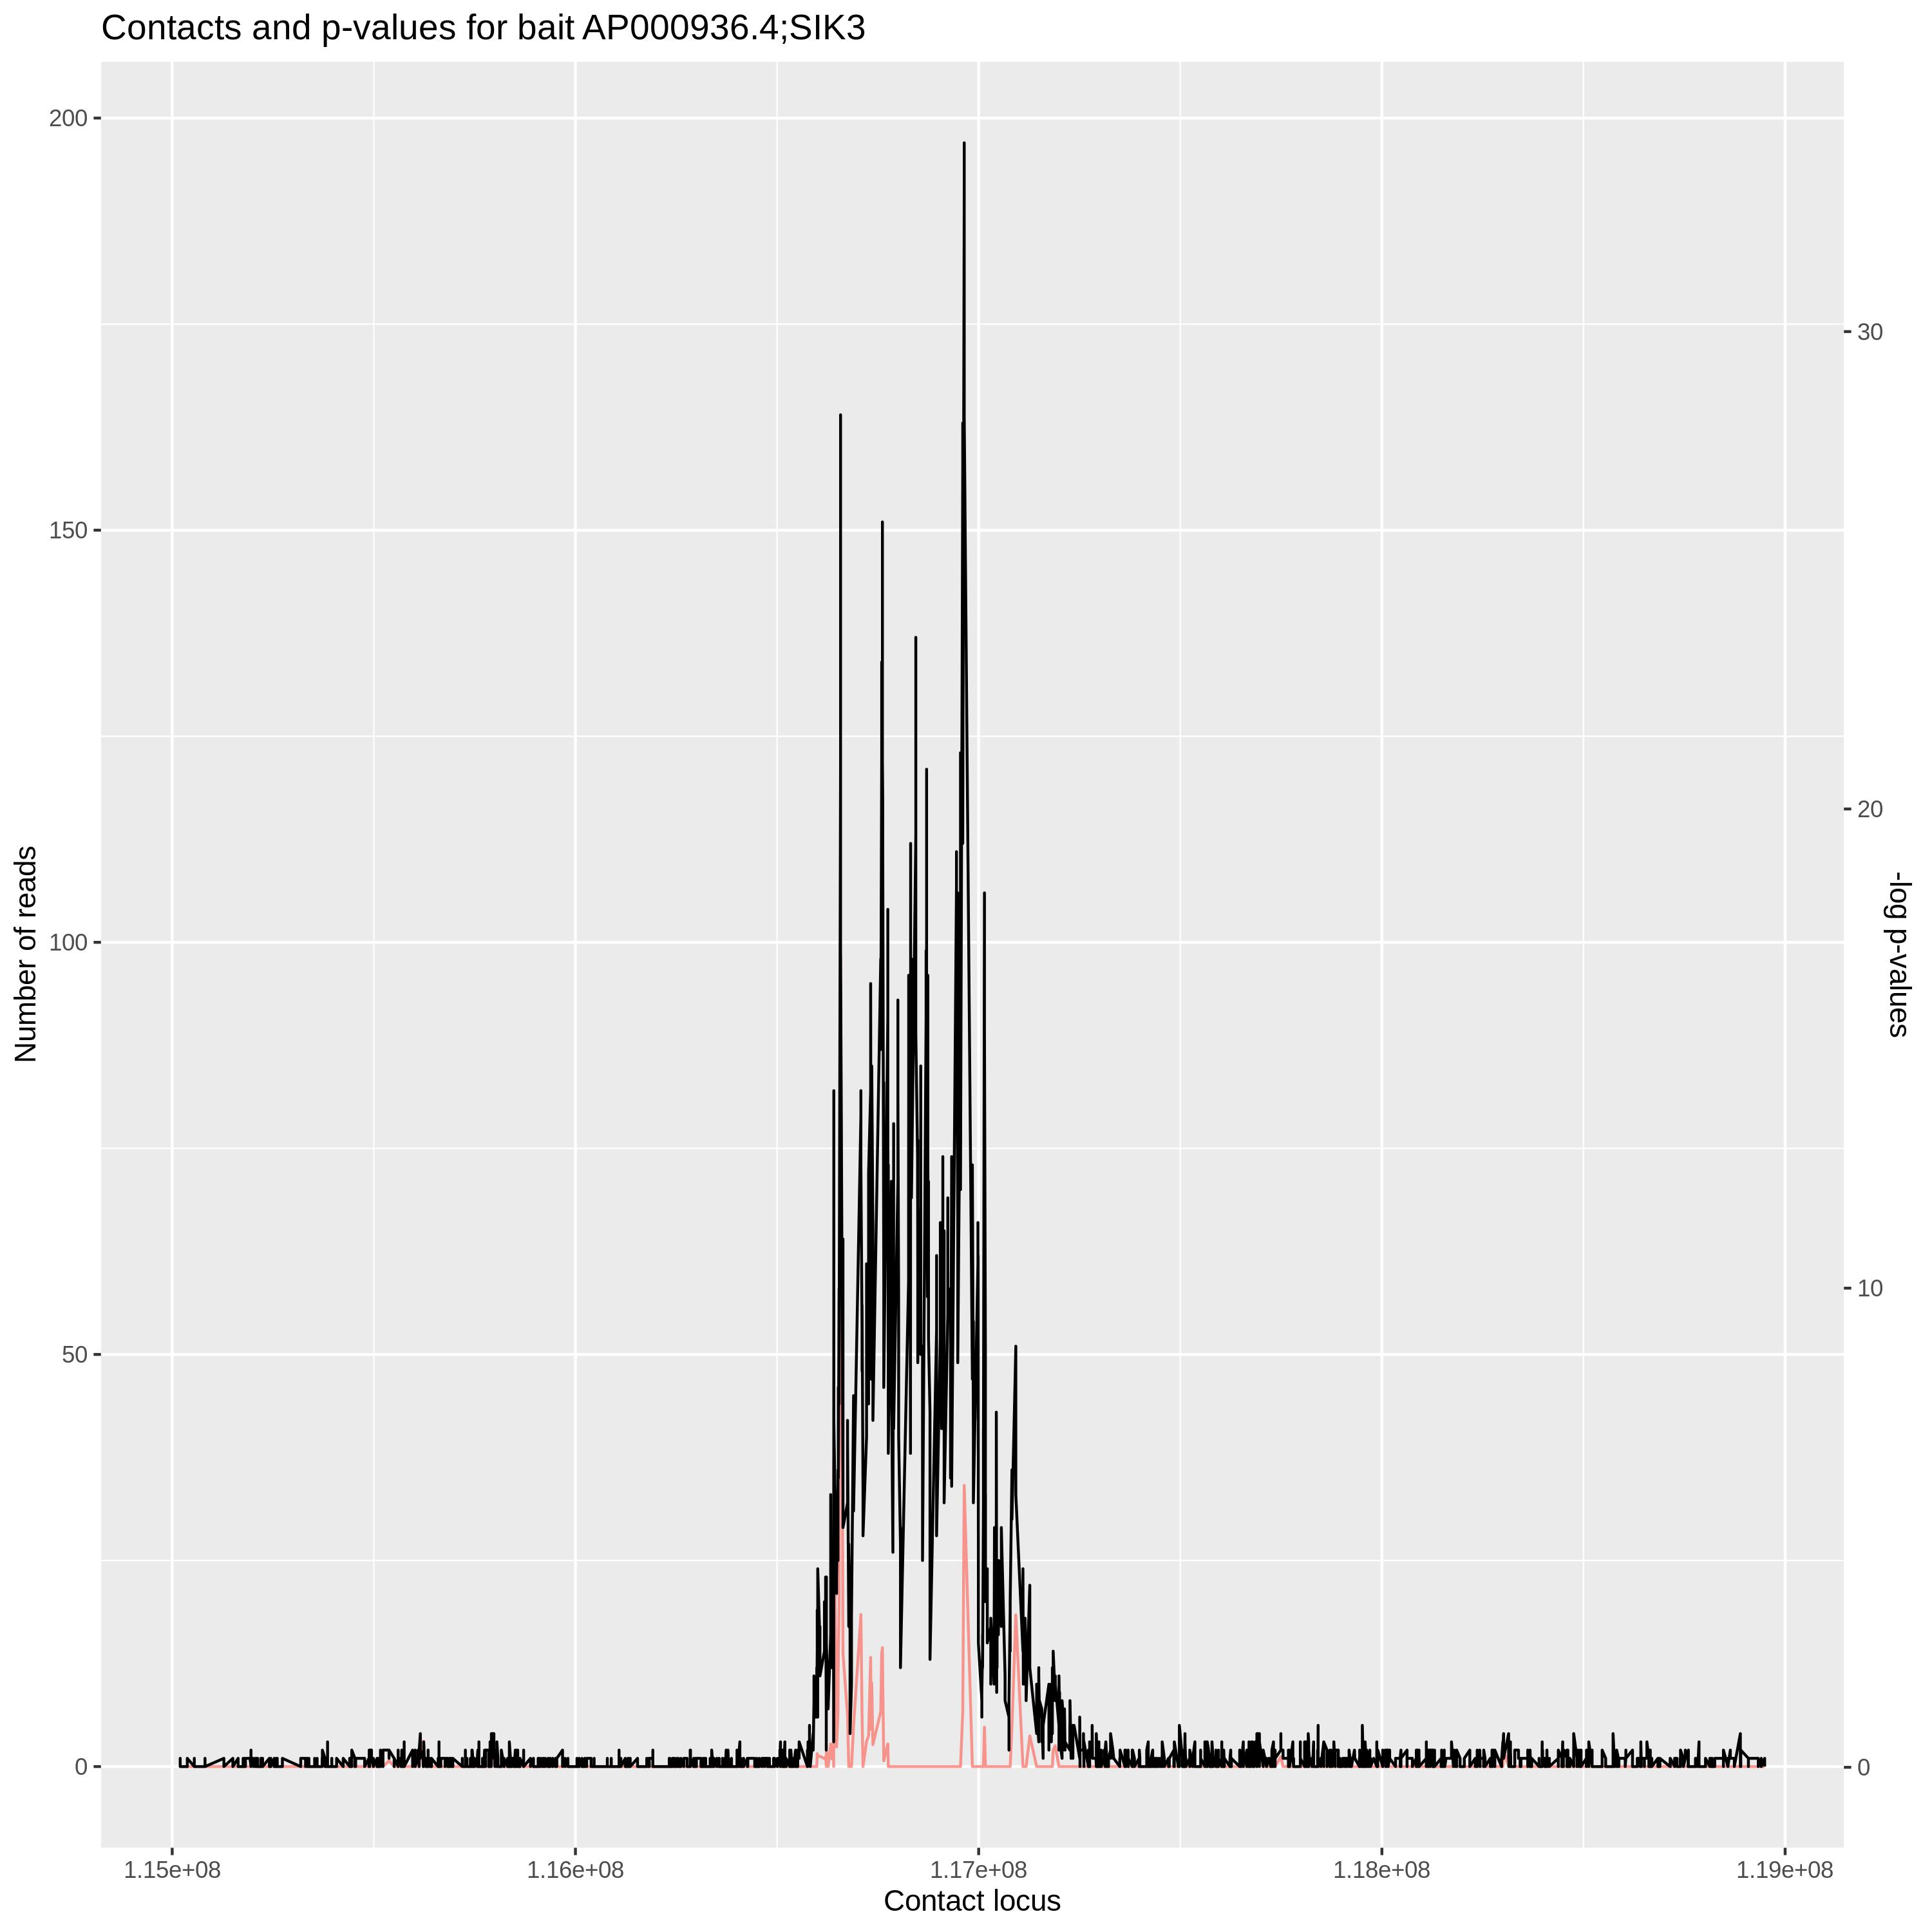 Contacts and p-values for bait AP000936.4;SIK3
200
150
100
50
0
Number of reads
30
20
10
0
-log p-values
1.15e+08
1.16e+08
1.17e+08
1.18e+08
1.19e+08
Contact locus